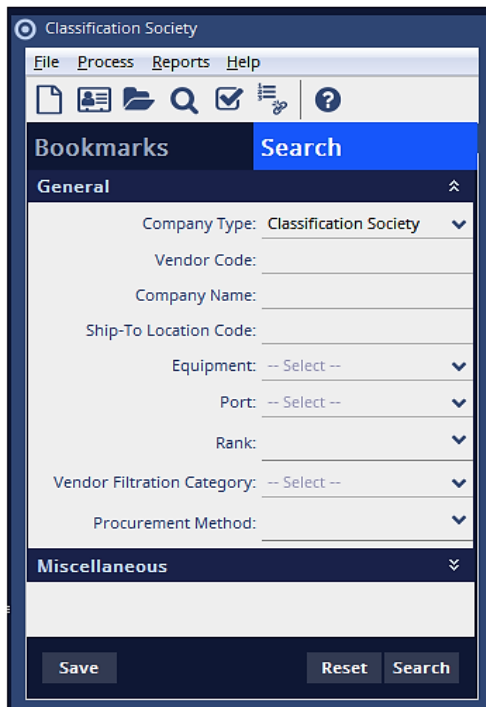 Classification Society
File Process Reports Help
Bookmarks Search
General
Company Type: Classification Society
Vendor Code:
Company Name:
Ship-To Location Code:
Equipment: -- Select --
Port: -- Select --
Rank:
Vendor Filtration Category: -- Select --
Procurement Method:
Miscellaneous
Save Reset Search